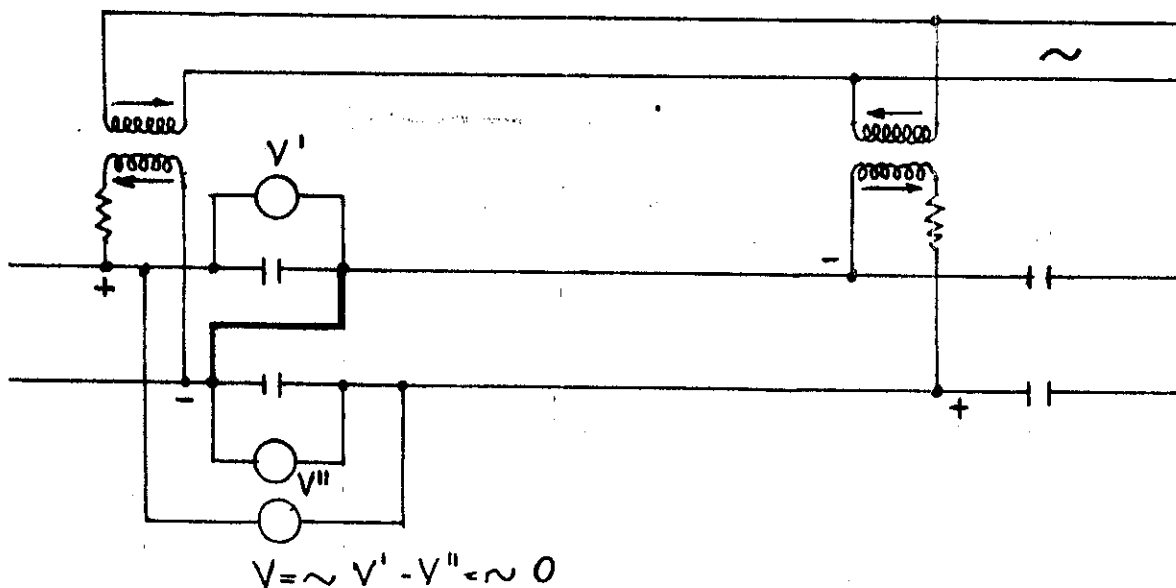 ~
V'
+
-
-
+
V"
V = ~ V' - V" = ~ 0